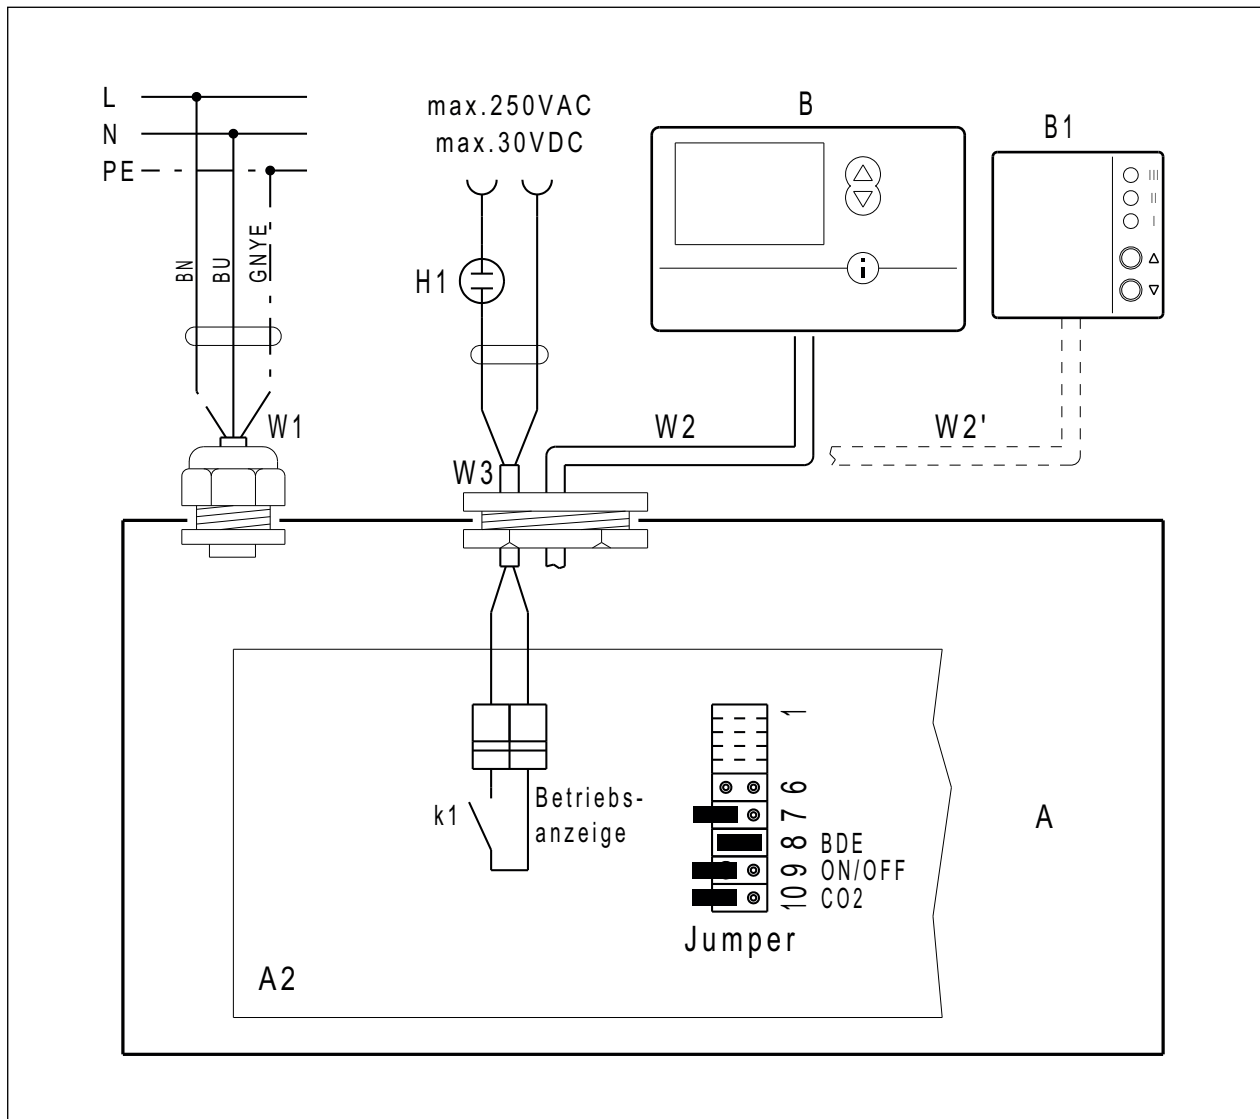 L
N
PE
BN
BU
GNYE
W1
max.250VAC
max.30VDC
H1
W3
B
i
W2
B1
III
II
I
W2'
k1
Betriebs-
anzeige
1
6
7
8 BDE
9 ON/OFF
10 CO2
Jumper
A
A2